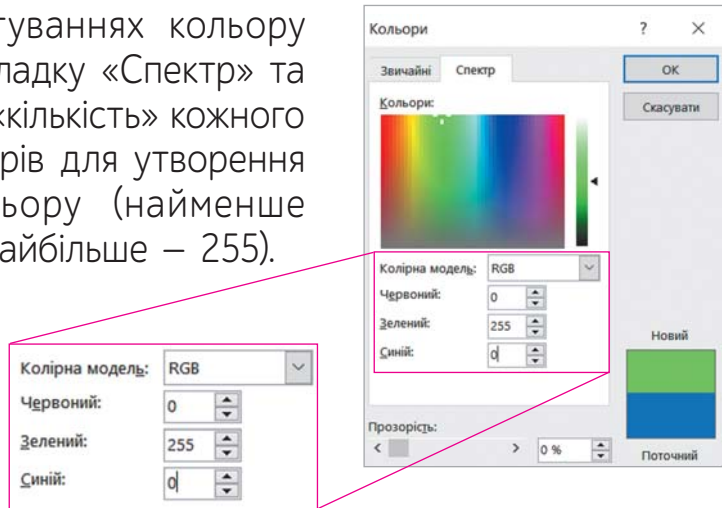 туваннях кольору
ладку «Спектр» та
«кількість» кожного
рів для утворення
ьору (найменше
айбільше – 255).
Кольори ? ×
Звичайні Спектр
ОК
Скасувати
Кольори:
Колірна модель: RGB
Червоний: 0
Зелений: 255
Синій: 0
Новий
Поточний
Прозорість:
< > 0 %
Колірна модель: RGB
Червоний: 0
Зелений: 255
Синій: 0